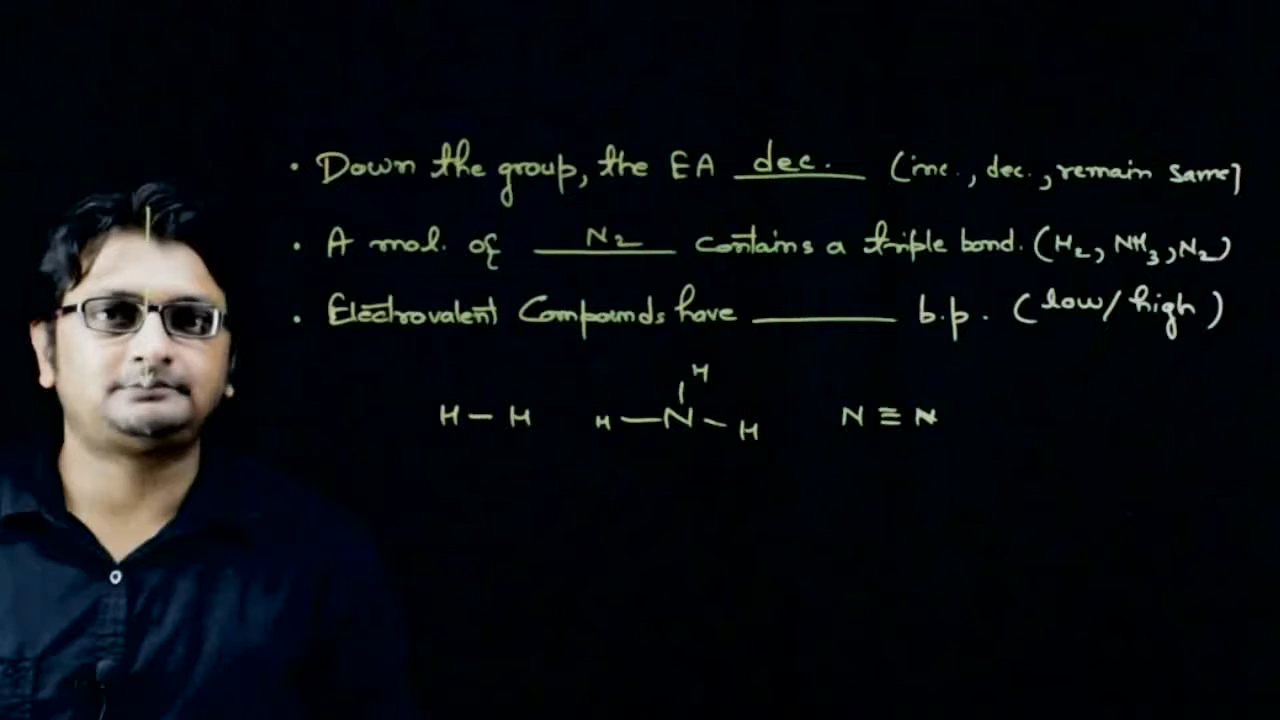 • Down the group, the EA dec. (inc., dec., remain same]
• A mol. of N2 contains a triple bond. (H2, NH3, N2)
• Electrovalent Compounds have ______ b.p. (low/high)
H
H — H H — N — H N ≡ N